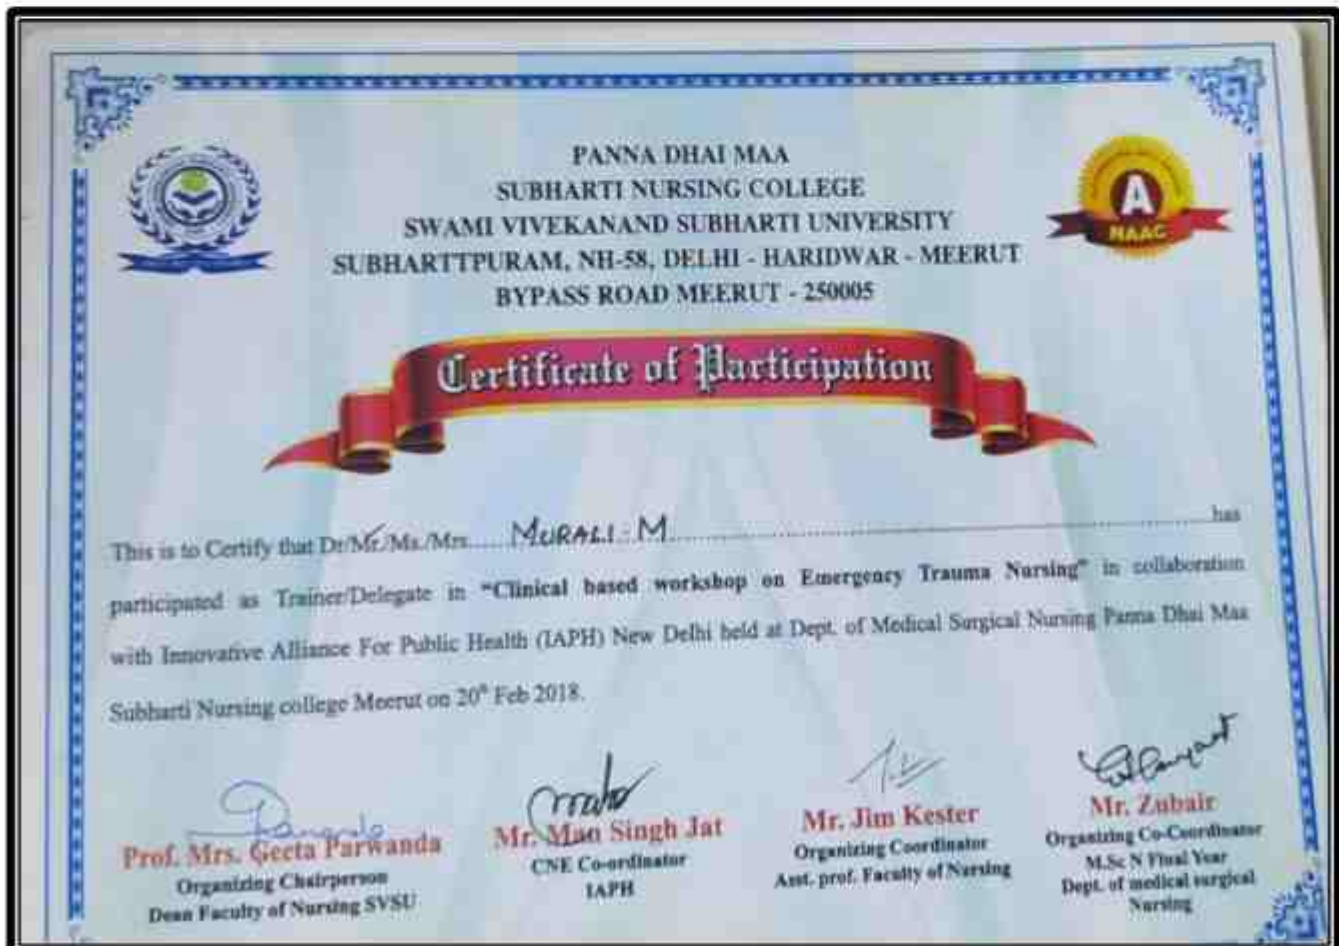 PANNA DHAI MAA
SUBHARTI NURSING COLLEGE
SWAMI VIVEKANAND SUBHARTI UNIVERSITY
SUBHARTTPURAM, NH-58, DELHI - HARIDWAR - MEERUT
BYPASS ROAD MEERUT - 250005
A
NAAC
Certificate of Participation
This is to Certify that Dr/Mr./Ms./Mrs.....MURALI-M.....has
participated as Trainer/Delegate in “Clinical based workshop on Emergency Trauma Nursing” in collaboration
with Innovative Alliance For Public Health (IAPH) New Delhi held at Dept. of Medical Surgical Nursing Panna Dhai Maa
Subharti Nursing college Meerut on 20th Feb 2018.
Prof. Mrs. Geeta Parwanda
Organizing Chairperson
Dean Faculty of Nursing SVSU
Mr. Man Singh Jat
CNE Co-ordinator
IAPH
Mr. Jim Kester
Organizing Coordinator
Asst. prof. Faculty of Nursing
Mr. Zubair
Organizing Co-Coordinator
M.Sc N Final Year
Dept. of medical surgical
Nursing